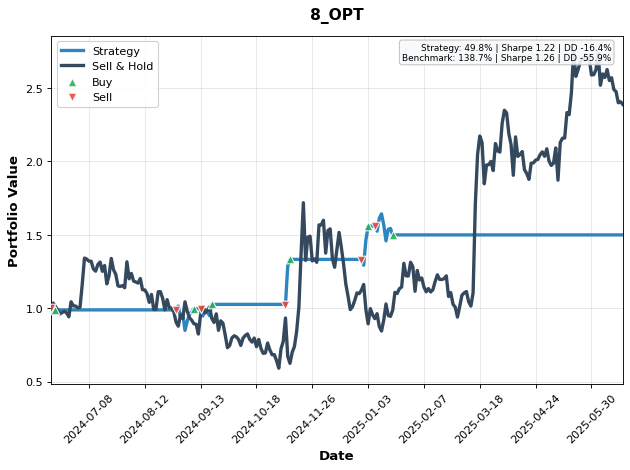 8_OPT
Strategy: 49.8% | Sharpe 1.22 | DD -16.4%
Benchmark: 138.7% | Sharpe 1.26 | DD -55.9%
Strategy
Sell & Hold
Buy
Sell
Portfolio Value
2.5
2.0
1.5
1.0
0.5
2024-07-08
2024-08-12
2024-09-13
2024-10-18
2024-11-26
2025-01-03
2025-02-07
2025-03-18
2025-04-24
2025-05-30
Date